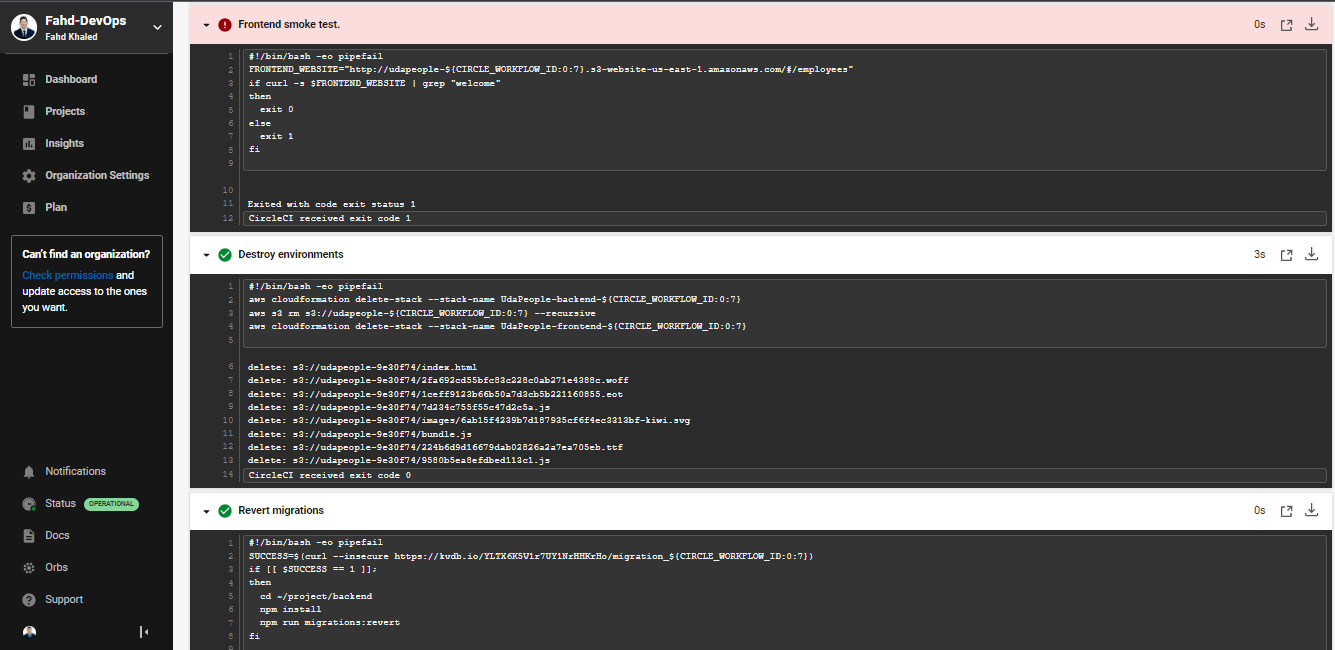 Fahd-DevOps
Fahd Khaled
Dashboard
Projects
Insights
Organization Settings
Plan
Can't find an organization?
Check permissions and
update access to the ones
you want.
Notifications
Status OPERATIONAL
Docs
Orbs
Support
Frontend smoke test.
0s
1 #!/bin/bash -eo pipefail
2 FRONTEND_WEBSITE="http://udapeople-${CIRCLE_WORKFLOW_ID:0:7}.s3-website-us-east-1.amazonaws.com/#/employees"
3 if curl -s $FRONTEND_WEBSITE | grep "welcome"
4 then
5   exit 0
6 else
7   exit 1
8 fi
9
10
11 Exited with code exit status 1
12 CircleCI received exit code 1
Destroy environments
3s
1 #!/bin/bash -eo pipefail
2 aws cloudformation delete-stack --stack-name UdaPeople-backend-${CIRCLE_WORKFLOW_ID:0:7}
3 aws s3 rm s3://udapeople-${CIRCLE_WORKFLOW_ID:0:7} --recursive
4 aws cloudformation delete-stack --stack-name UdaPeople-frontend-${CIRCLE_WORKFLOW_ID:0:7}
5
6 delete: s3://udapeople-9e30f74/index.html
7 delete: s3://udapeople-9e30f74/2fa692cd55bfc83c228c0ab271e4388c.woff
8 delete: s3://udapeople-9e30f74/1ceff9123b66b50a7d3cb5b221160855.eot
9 delete: s3://udapeople-9e30f74/7d234c755f55c47d2c5a.js
10 delete: s3://udapeople-9e30f74/images/6ab15f4239b7d187935cf6f4ec3313bf-kiwi.svg
11 delete: s3://udapeople-9e30f74/bundle.js
12 delete: s3://udapeople-9e30f74/224b6d9d16679dab02826a2a7ea705eb.ttf
13 delete: s3://udapeople-9e30f74/9580b5ea8efdbed113c1.js
14 CircleCI received exit code 0
Revert migrations
0s
1 #!/bin/bash -eo pipefail
2 SUCCESS=$(curl --insecure https://kvdb.io/YLTX6K5V1r7UY1NrHHKrHo/migration_${CIRCLE_WORKFLOW_ID:0:7})
3 if [[ $SUCCESS == 1 ]];
4 then
5   cd ~/project/backend
6   npm install
7   npm run migrations:revert
8 fi
9